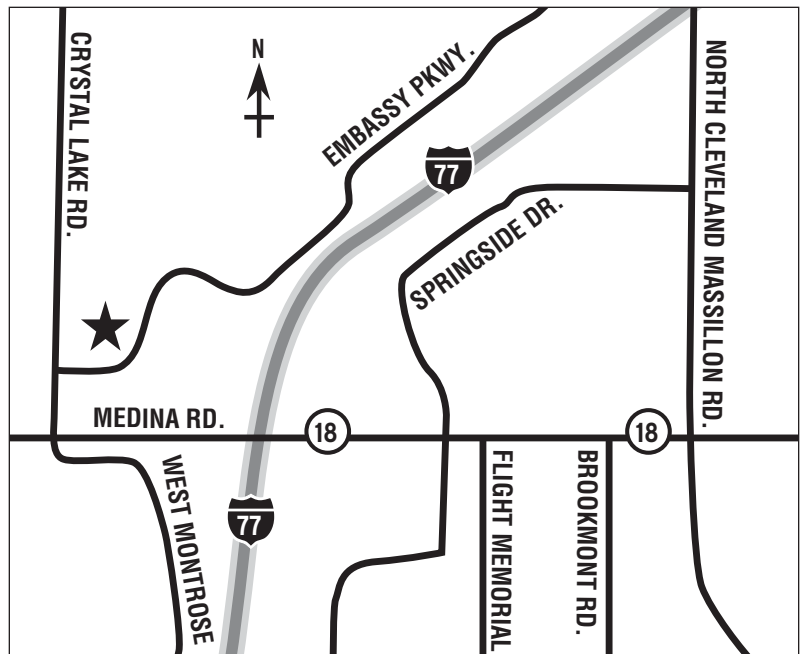 CRYSTAL LAKE RD.
N
EMBASSY PKWY.
NORTH CLEVELAND MASSILLON RD.
77
SPRINGSIDE DR.
MEDINA RD.
18
18
WEST MONTROSE
77
FLIGHT MEMORIAL
BROOKMONT RD.